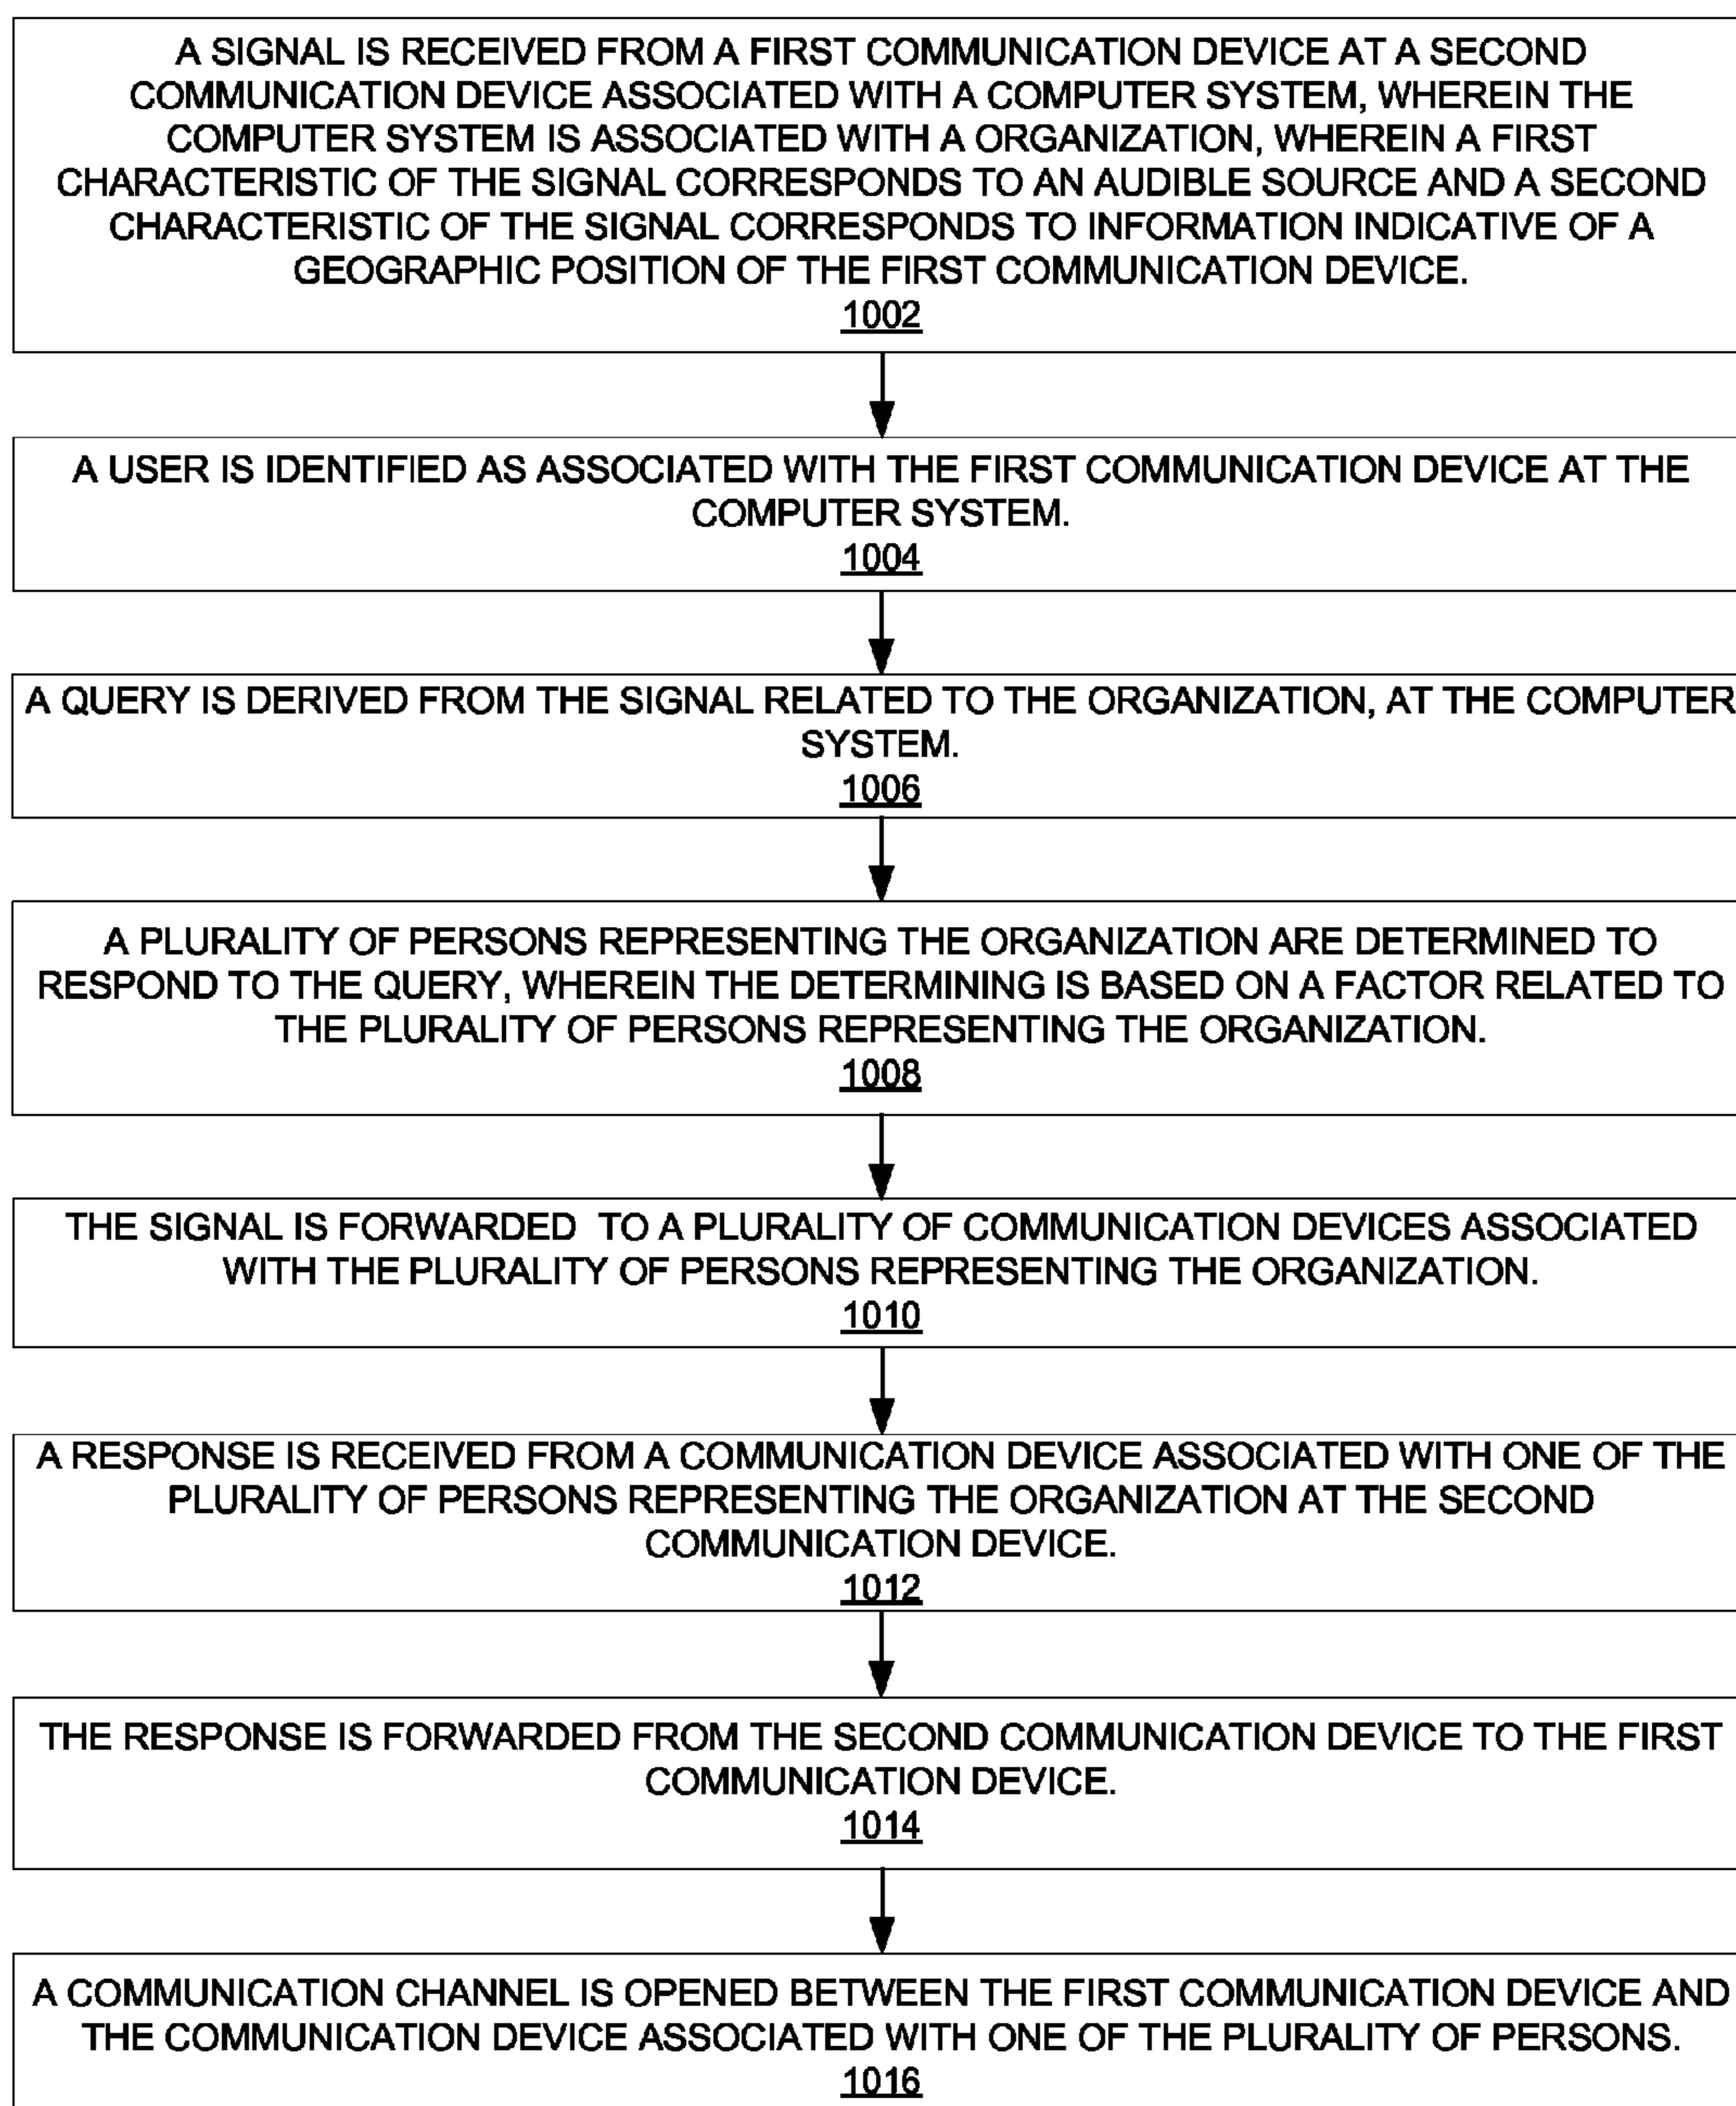 A SIGNAL IS RECEIVED FROM A FIRST COMMUNICATION DEVICE AT A SECOND
COMMUNICATION DEVICE ASSOCIATED WITH A COMPUTER SYSTEM, WHEREIN THE
COMPUTER SYSTEM IS ASSOCIATED WITH A ORGANIZATION, WHEREIN A FIRST
CHARACTERISTIC OF THE SIGNAL CORRESPONDS TO AN AUDIBLE SOURCE AND A SECOND
CHARACTERISTIC OF THE SIGNAL CORRESPONDS TO INFORMATION INDICATIVE OF A
GEOGRAPHIC POSITION OF THE FIRST COMMUNICATION DEVICE.
1002
A USER IS IDENTIFIED AS ASSOCIATED WITH THE FIRST COMMUNICATION DEVICE AT THE
COMPUTER SYSTEM.
1004
A QUERY IS DERIVED FROM THE SIGNAL RELATED TO THE ORGANIZATION, AT THE COMPUTER
SYSTEM.
1006
A PLURALITY OF PERSONS REPRESENTING THE ORGANIZATION ARE DETERMINED TO
RESPOND TO THE QUERY, WHEREIN THE DETERMINING IS BASED ON A FACTOR RELATED TO
THE PLURALITY OF PERSONS REPRESENTING THE ORGANIZATION.
1008
THE SIGNAL IS FORWARDED TO A PLURALITY OF COMMUNICATION DEVICES ASSOCIATED
WITH THE PLURALITY OF PERSONS REPRESENTING THE ORGANIZATION.
1010
A RESPONSE IS RECEIVED FROM A COMMUNICATION DEVICE ASSOCIATED WITH ONE OF THE
PLURALITY OF PERSONS REPRESENTING THE ORGANIZATION AT THE SECOND
COMMUNICATION DEVICE.
1012
THE RESPONSE IS FORWARDED FROM THE SECOND COMMUNICATION DEVICE TO THE FIRST
COMMUNICATION DEVICE.
1014
A COMMUNICATION CHANNEL IS OPENED BETWEEN THE FIRST COMMUNICATION DEVICE AND
THE COMMUNICATION DEVICE ASSOCIATED WITH ONE OF THE PLURALITY OF PERSONS.
1016